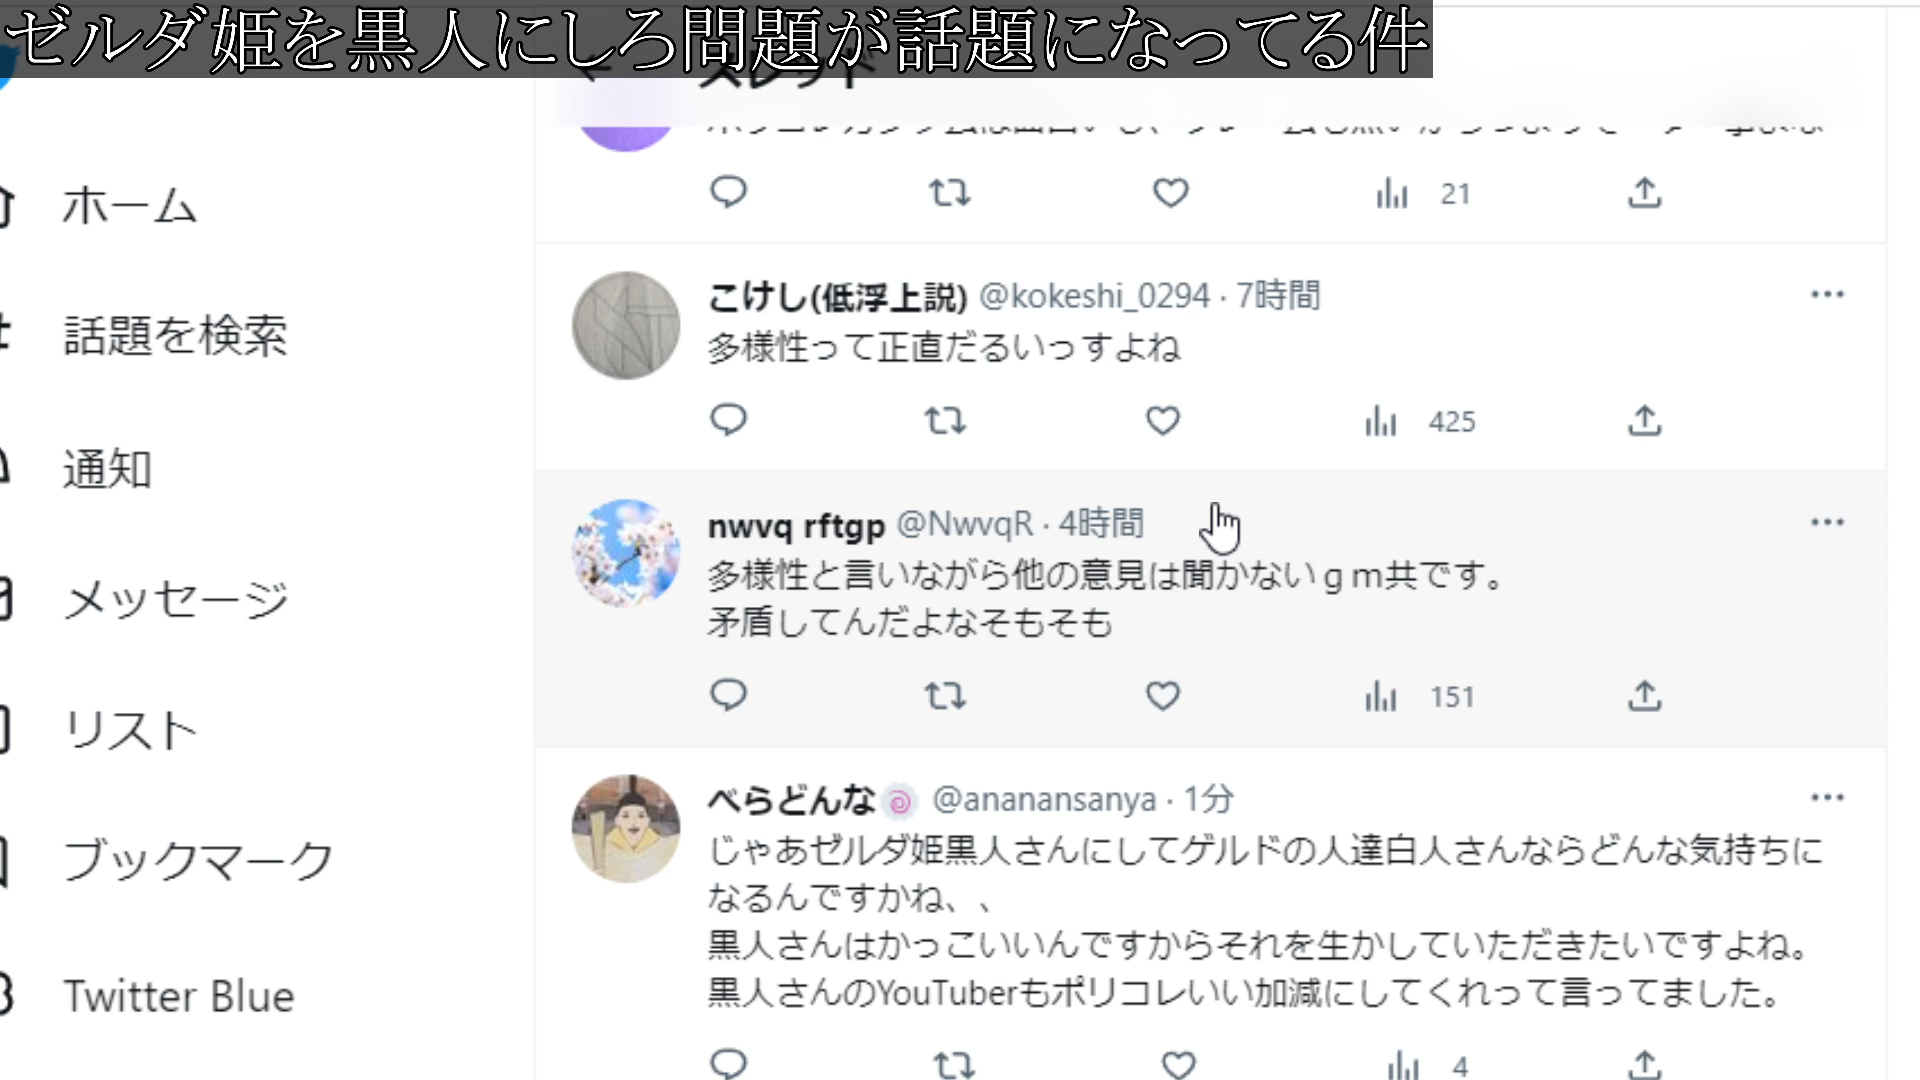 ゼルダ姫を黒人にしろ問題が話題になってる件
スレッド
21
ホーム
話題を検索
通知
メッセージ
リスト
ブックマーク
Twitter Blue
こけし(低浮上説) @kokeshi_0294 · 7時間
多様性って正直だるいっすよね
425
nwvq rftgp @NwvqR · 4時間
多様性と言いながら他の意見は聞かないｇｍ共です。
矛盾してんだよなそもそも
151
べらどんな🍥 @ananansanya · 1分
じゃあゼルダ姫黒人さんにしてゲルドの人達白人さんならどんな気持ちに
なるんですかね、、
黒人さんはかっこいいんですからそれを生かしていただきたいですよね。
黒人さんのYouTuberもポリコレいい加減にしてくれって言ってました。
4